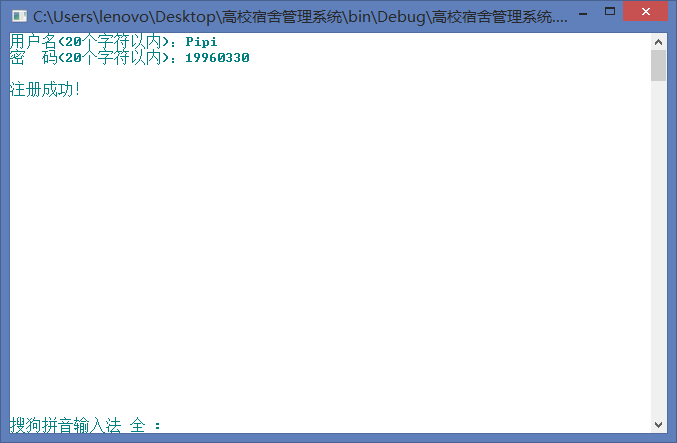 C:\Users\lenovo\Desktop\高校宿舍管理系统\bin\Debug\高校宿舍管理系统....
用户名(20个字符以内): Pipi
密　码(20个字符以内): 19960330
注册成功!
搜狗拼音输入法 全 :